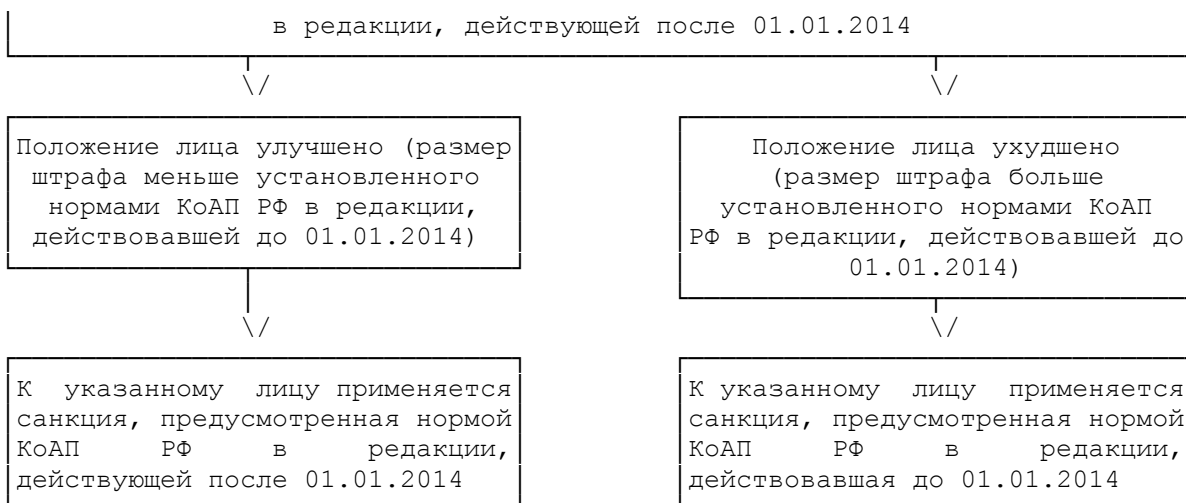 в редакции, действующей после 01.01.2014
\/
\/
Положение лица улучшено (размер
штрафа меньше установленного
нормами КоАП РФ в редакции,
действовавшей до 01.01.2014)
Положение лица ухудшено
(размер штрафа больше
установленного нормами КоАП
РФ в редакции, действовавшей до
01.01.2014)
\/
\/
К указанному лицу применяется
санкция, предусмотренная нормой
КоАП РФ в редакции,
действующей после 01.01.2014
К указанному лицу применяется
санкция, предусмотренная нормой
КоАП РФ в редакции,
действовавшая до 01.01.2014